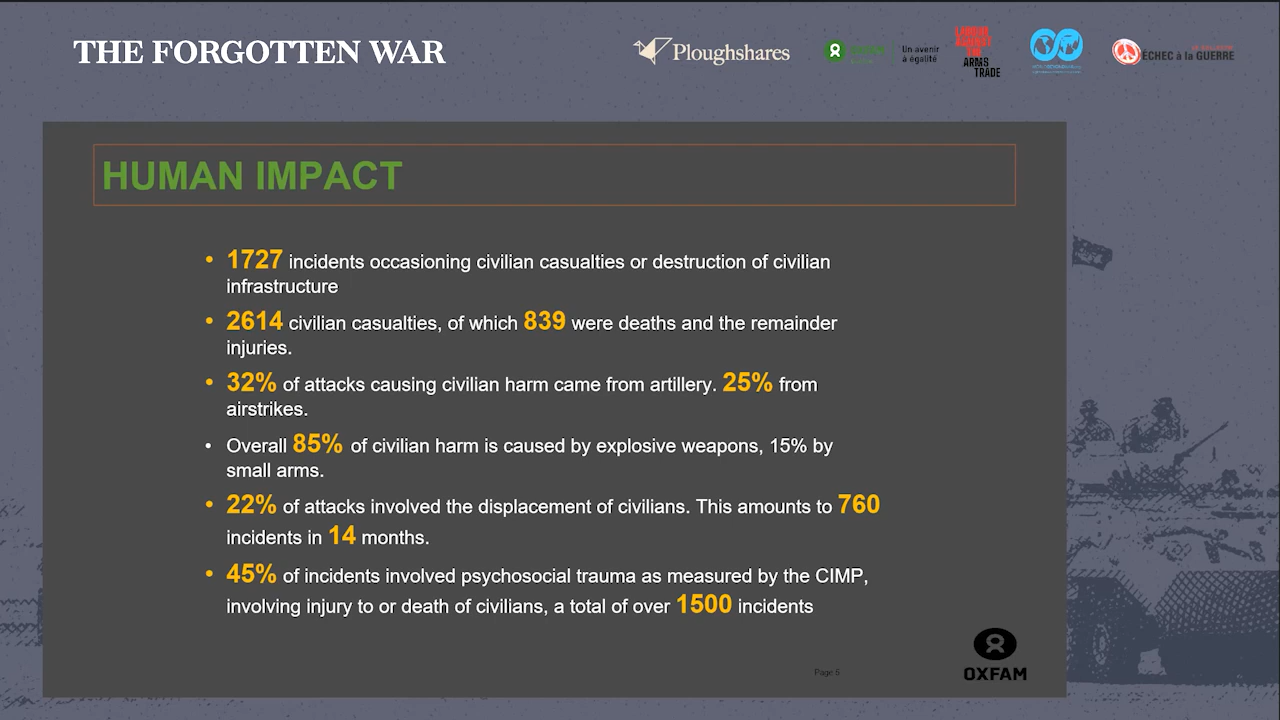 THE FORGOTTEN WAR
Ploughshares
Un avenir
à égalité
LABOUR
AGAINST
THE
ARMS
TRADE
ÉCHEC à la GUERRE
HUMAN IMPACT
• 1727 incidents occasioning civilian casualties or destruction of civilian
infrastructure
• 2614 civilian casualties, of which 839 were deaths and the remainder
injuries.
• 32% of attacks causing civilian harm came from artillery. 25% from
airstrikes.
• Overall 85% of civilian harm is caused by explosive weapons, 15% by
small arms.
• 22% of attacks involved the displacement of civilians. This amounts to 760
incidents in 14 months.
• 45% of incidents involved psychosocial trauma as measured by the CIMP,
involving injury to or death of civilians, a total of over 1500 incidents
Page 5
OXFAM